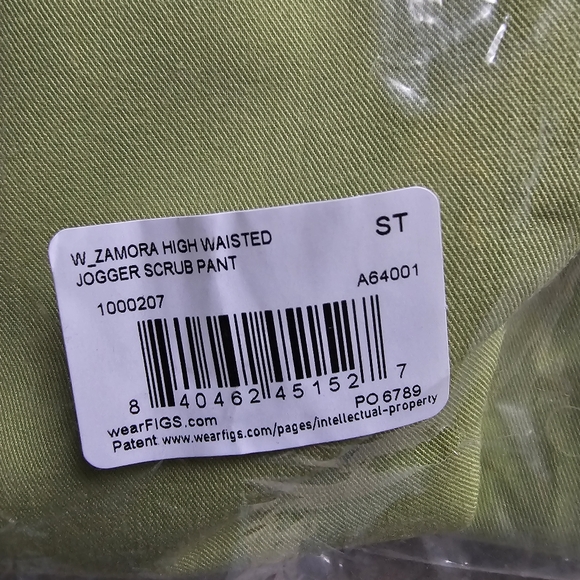 W_ZAMORA HIGH WAISTED
JOGGER SCRUB PANT
ST
1000207
A64001
8 40462 45152 7
wearFIGS.com
PO 6789
Patent www.wearfigs.com/pages/intellectual-property